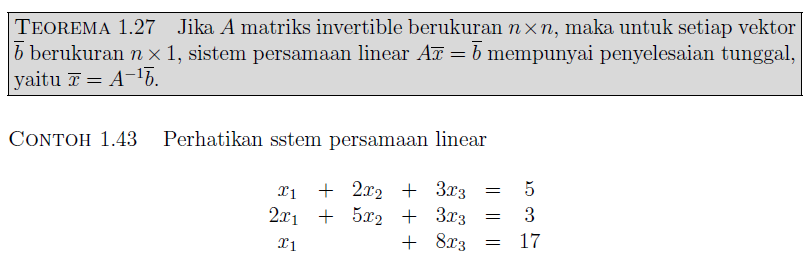 TEOREMA 1.27 Jika A matriks invertible berukuran n×n, maka untuk setiap vektor
b̅ berukuran n × 1, sistem persamaan linear Ax̅ = b̅ mempunyai penyelesaian tunggal,
yaitu x̅ = A⁻¹b̅.
CONTOH 1.43 Perhatikan sstem persamaan linear
x₁ + 2x₂ + 3x₃ = 5
2x₁ + 5x₂ + 3x₃ = 3
x₁ + 8x₃ = 17